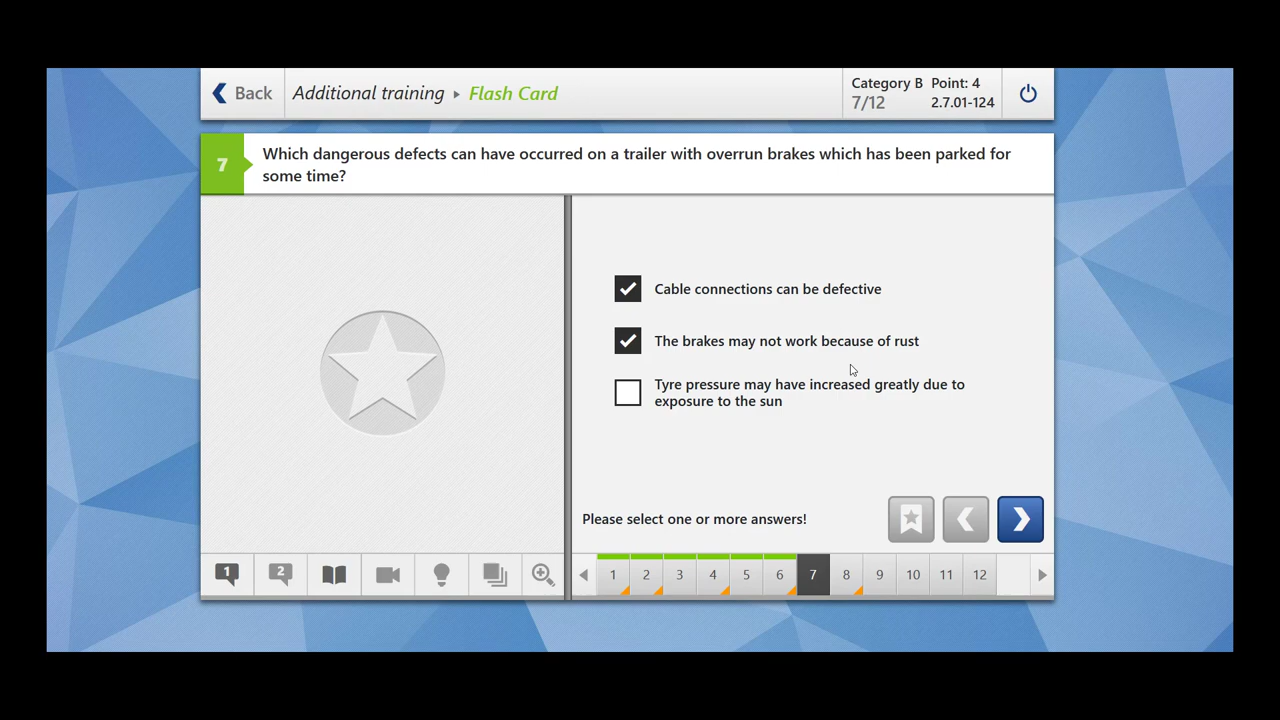 Back
Additional training ▸ Flash Card
Category B Point: 4
7/12 2.7.01-124
7
Which dangerous defects can have occurred on a trailer with overrun brakes which has been parked for
some time?
Cable connections can be defective
The brakes may not work because of rust
Tyre pressure may have increased greatly due to
exposure to the sun
Please select one or more answers!
1 2
1 2 3 4 5 6 7 8 9 10 11 12